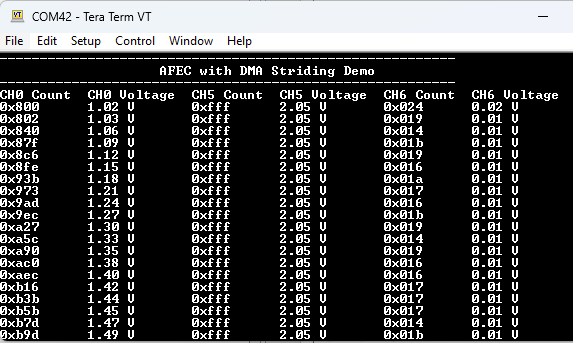 COM42 - Tera Term VT
File Edit Setup Control Window Help
AFEC with DMA Striding Demo
CH0 Count CH0 Voltage CH5 Count CH5 Voltage CH6 Count CH6 Voltage
0x800 1.02 V 0xfff 2.05 V 0x024 0.02 V
0x802 1.03 V 0xfff 2.05 V 0x019 0.01 V
0x840 1.06 V 0xfff 2.05 V 0x014 0.01 V
0x87f 1.09 V 0xfff 2.05 V 0x01b 0.01 V
0x8c6 1.12 V 0xfff 2.05 V 0x019 0.01 V
0x8fe 1.15 V 0xfff 2.05 V 0x016 0.01 V
0x93b 1.18 V 0xfff 2.05 V 0x01a 0.01 V
0x973 1.21 V 0xfff 2.05 V 0x017 0.01 V
0x9ad 1.24 V 0xfff 2.05 V 0x016 0.01 V
0x9ec 1.27 V 0xfff 2.05 V 0x01b 0.01 V
0xa27 1.30 V 0xfff 2.05 V 0x019 0.01 V
0xa5c 1.33 V 0xfff 2.05 V 0x014 0.01 V
0xa90 1.35 V 0xfff 2.05 V 0x019 0.01 V
0xac0 1.38 V 0xfff 2.05 V 0x016 0.01 V
0xaec 1.40 V 0xfff 2.05 V 0x016 0.01 V
0xb16 1.42 V 0xfff 2.05 V 0x017 0.01 V
0xb3b 1.44 V 0xfff 2.05 V 0x017 0.01 V
0xb5b 1.45 V 0xfff 2.05 V 0x017 0.01 V
0xb7d 1.47 V 0xfff 2.05 V 0x014 0.01 V
0xb9d 1.49 V 0xfff 2.05 V 0x01b 0.01 V